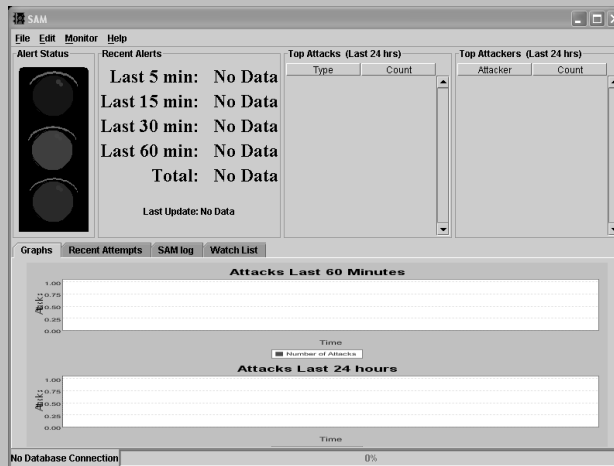 SAM
File Edit Monitor Help
Alert Status
Recent Alerts
Last 5 min: No Data
Last 15 min: No Data
Last 30 min: No Data
Last 60 min: No Data
Total: No Data
Last Update: No Data
Top Attacks (Last 24 hrs)
Type Count
Top Attackers (Last 24 hrs)
Attacker Count
Graphs Recent Attempts SAM log Watch List
Attacks Last 60 Minutes
1.00
0.75
0.50
0.25
0.00
Attacks
Time
Number of Attacks
Attacks Last 24 hours
1.00
0.75
0.50
0.25
0.00
Attacks
Time
No Database Connection 0%